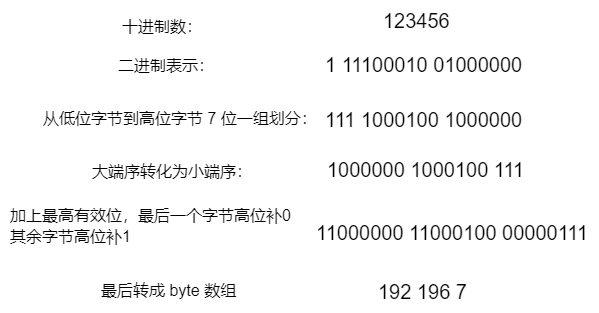 十进制数： 123456
二进制表示： 1 11100010 01000000
从低位字节到高位字节 7 位一组划分： 111 1000100 1000000
大端序转化为小端序： 1000000 1000100 111
加上最高有效位，最后一个字节高位补0
其余字节高位补1 11000000 11000100 00000111
最后转成 byte 数组 192 196 7